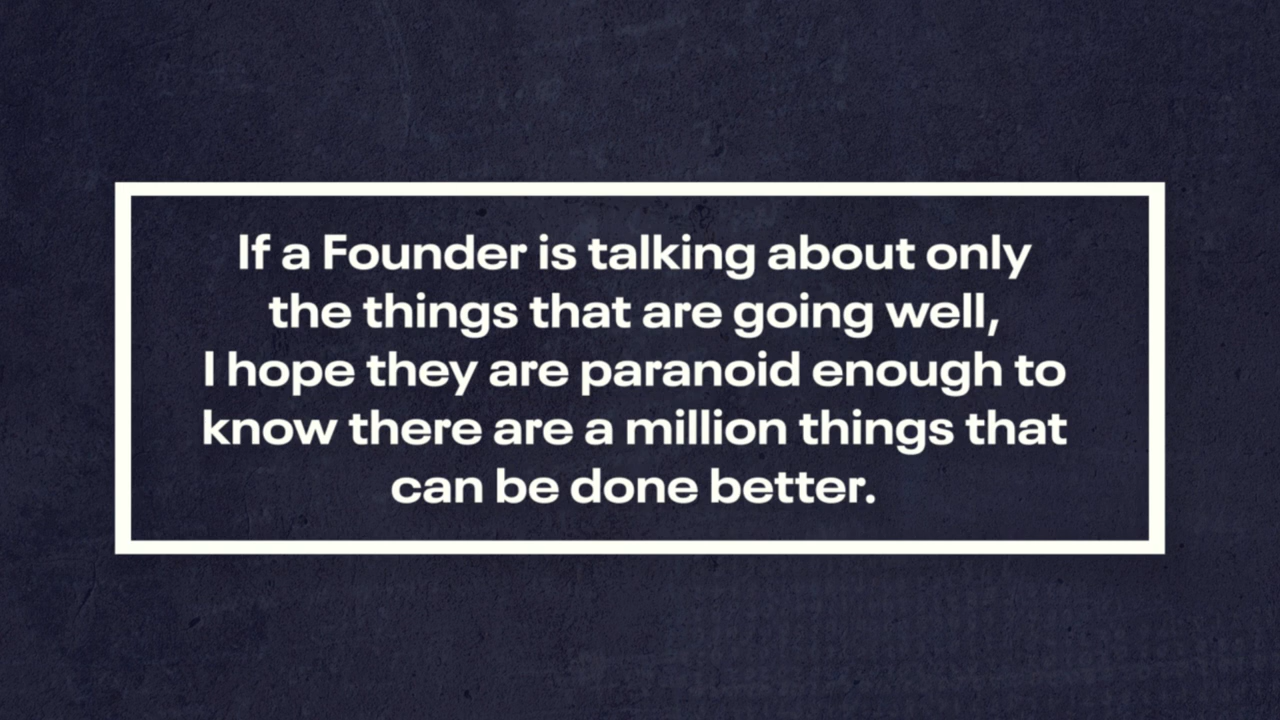 If a Founder is talking about only
the things that are going well,
I hope they are paranoid enough to
know there are a million things that
can be done better.